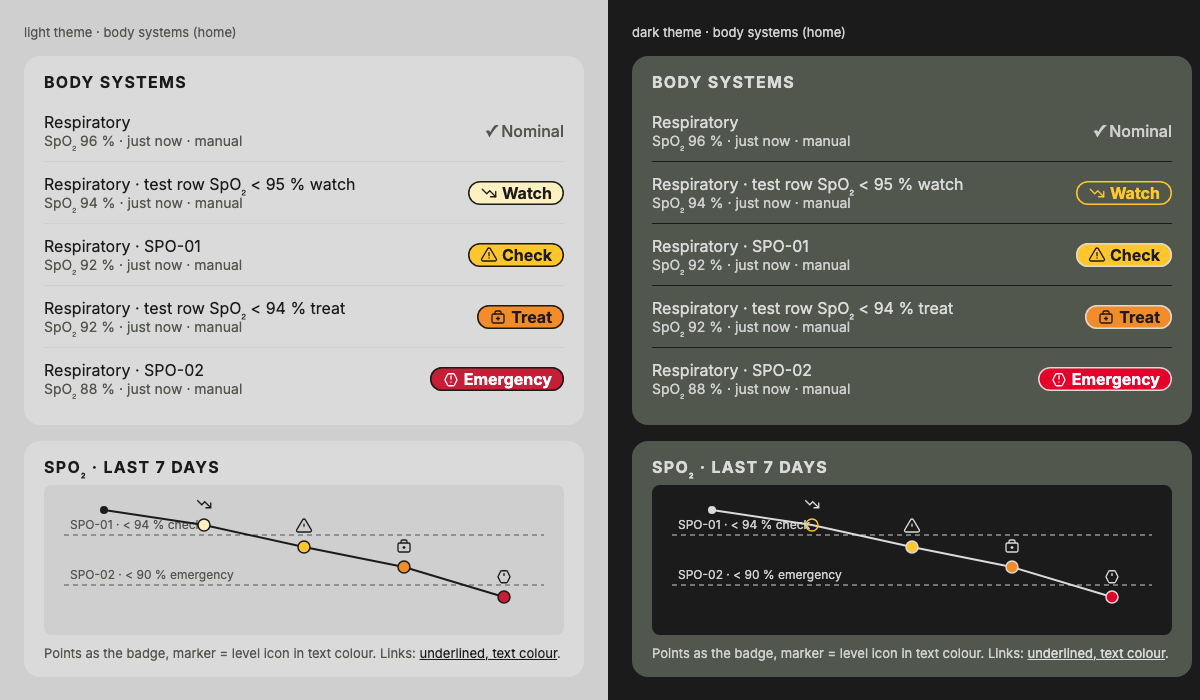 light theme · body systems (home)
BODY SYSTEMS
Respiratory
SpO₂ 96 % · just now · manual
✓ Nominal
Respiratory · test row SpO₂ < 95 % watch
SpO₂ 94 % · just now · manual
Watch
Respiratory · SPO-01
SpO₂ 92 % · just now · manual
Check
Respiratory · test row SpO₂ < 94 % treat
SpO₂ 92 % · just now · manual
Treat
Respiratory · SPO-02
SpO₂ 88 % · just now · manual
Emergency
SPO₂ · LAST 7 DAYS
SPO-01 · < 94 % check
SPO-02 · < 90 % emergency
Points as the badge, marker = level icon in text colour. Links: underlined, text colour.
dark theme · body systems (home)
BODY SYSTEMS
Respiratory
SpO₂ 96 % · just now · manual
✓ Nominal
Respiratory · test row SpO₂ < 95 % watch
SpO₂ 94 % · just now · manual
Watch
Respiratory · SPO-01
SpO₂ 92 % · just now · manual
Check
Respiratory · test row SpO₂ < 94 % treat
SpO₂ 92 % · just now · manual
Treat
Respiratory · SPO-02
SpO₂ 88 % · just now · manual
Emergency
SPO₂ · LAST 7 DAYS
SPO-01 · < 94 % check
SPO-02 · < 90 % emergency
Points as the badge, marker = level icon in text colour. Links: underlined, text colour.